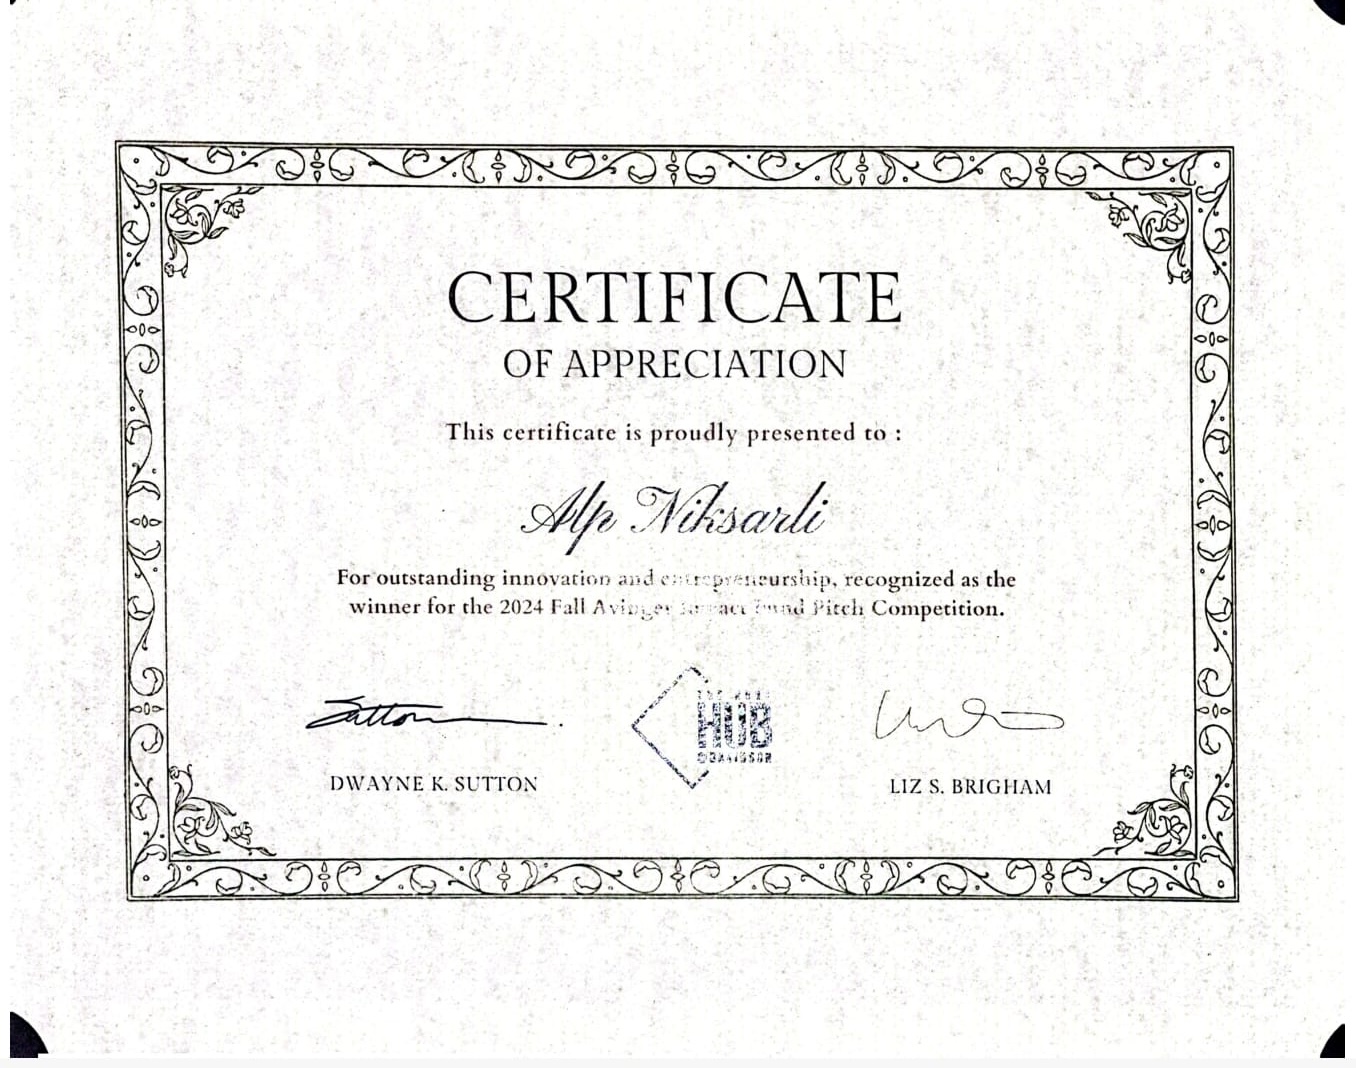 CERTIFICATE
OF APPRECIATION
This certificate is proudly presented to :
Alp Niksarli
For outstanding innovation and entrepreneurship, recognized as the
winner for the 2024 Fall Avinger Impact Fund Pitch Competition.
Sutton
HUB
DWAYNE K. SUTTON
LIZ S. BRIGHAM